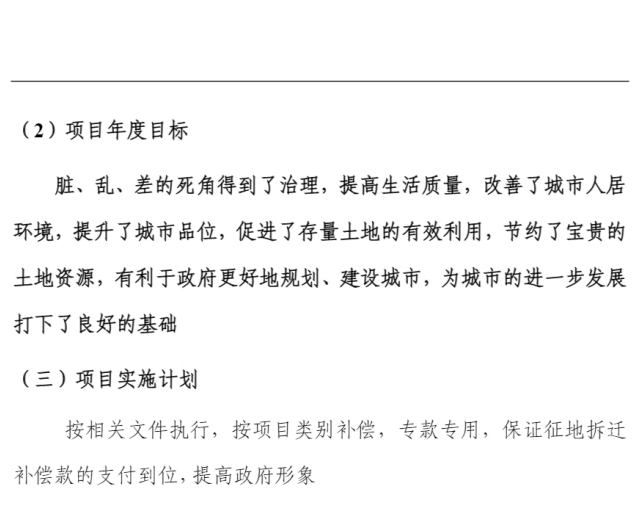 （2）项目年度目标
脏、乱、差的死角得到了治理，提高生活质量，改善了城市人居
环境，提升了城市品位，促进了存量土地的有效利用，节约了宝贵的
土地资源，有利于政府更好地规划、建设城市，为城市的进一步发展
打下了良好的基础
（三）项目实施计划
按相关文件执行，按项目类别补偿，专款专用，保证征地拆迁
补偿款的支付到位，提高政府形象